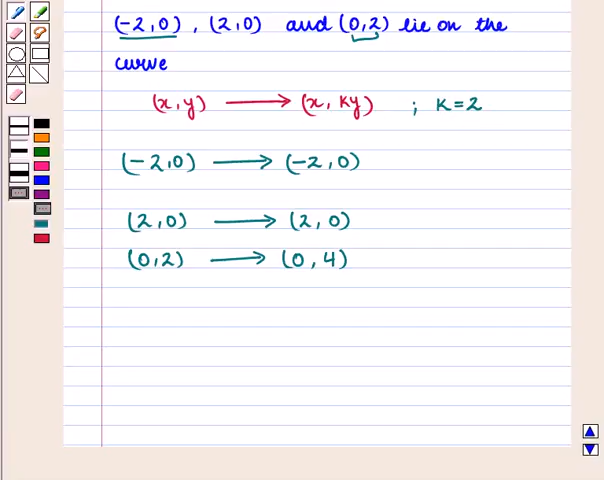 (-2,0), (2,0) and (0,2) lie on the
curve
(x,y) ⟶ (x, Ky) ; K=2
(-2,0) ⟶ (-2,0)
(2,0) ⟶ (2,0)
(0,2) ⟶ (0,4)